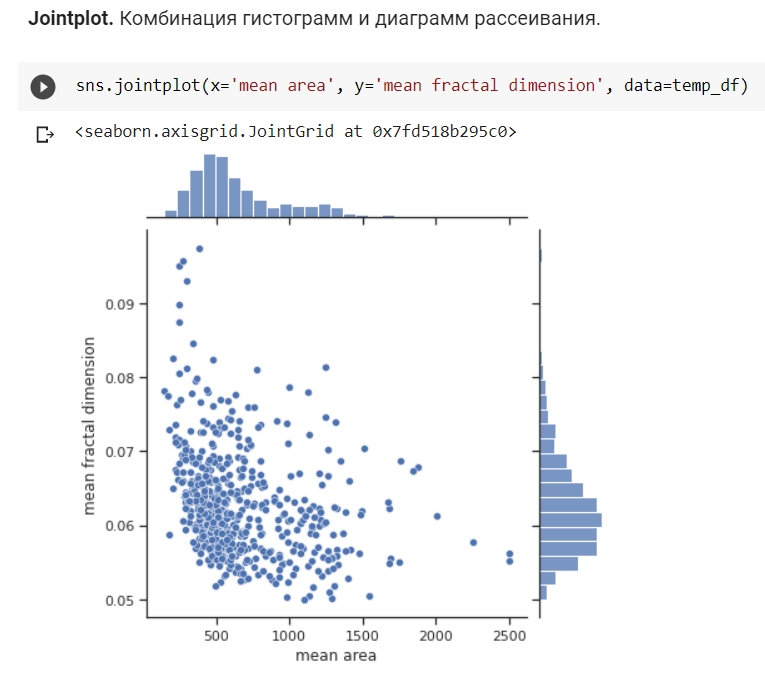 Jointplot. Комбинация гистограмм и диаграмм рассеивания.
sns.jointplot(x='mean area', y='mean fractal dimension', data=temp_df)
<seaborn.axisgrid.JointGrid at 0x7fd518b295c0>
0.09
0.08
0.07
0.06
0.05
mean fractal dimension
500 1000 1500 2000 2500
mean area